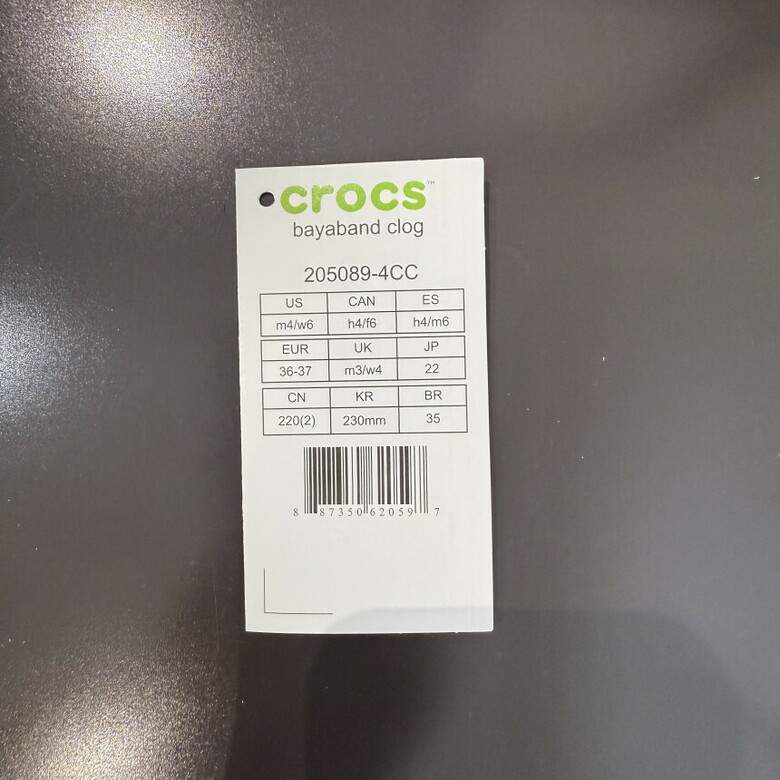 crocs™
bayaband clog
205089-4CC
US CAN ES
m4/w6 h4/f6 h4/m6
EUR UK JP
36-37 m3/w4 22
CN KR BR
220(2) 230mm 35
8 87350 62059 7